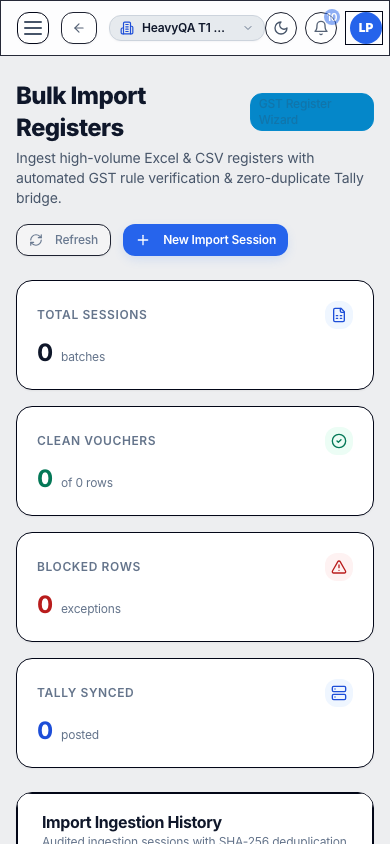 HeavyQA T1 ...
LP
Bulk Import
Registers
GST Register
Wizard
Ingest high-volume Excel & CSV registers with
automated GST rule verification & zero-duplicate Tally
bridge.
Refresh
New Import Session
TOTAL SESSIONS
0 batches
CLEAN VOUCHERS
0 of 0 rows
BLOCKED ROWS
0 exceptions
TALLY SYNCED
0 posted
Import Ingestion History
Audited ingestion sessions with SHA-256 deduplication